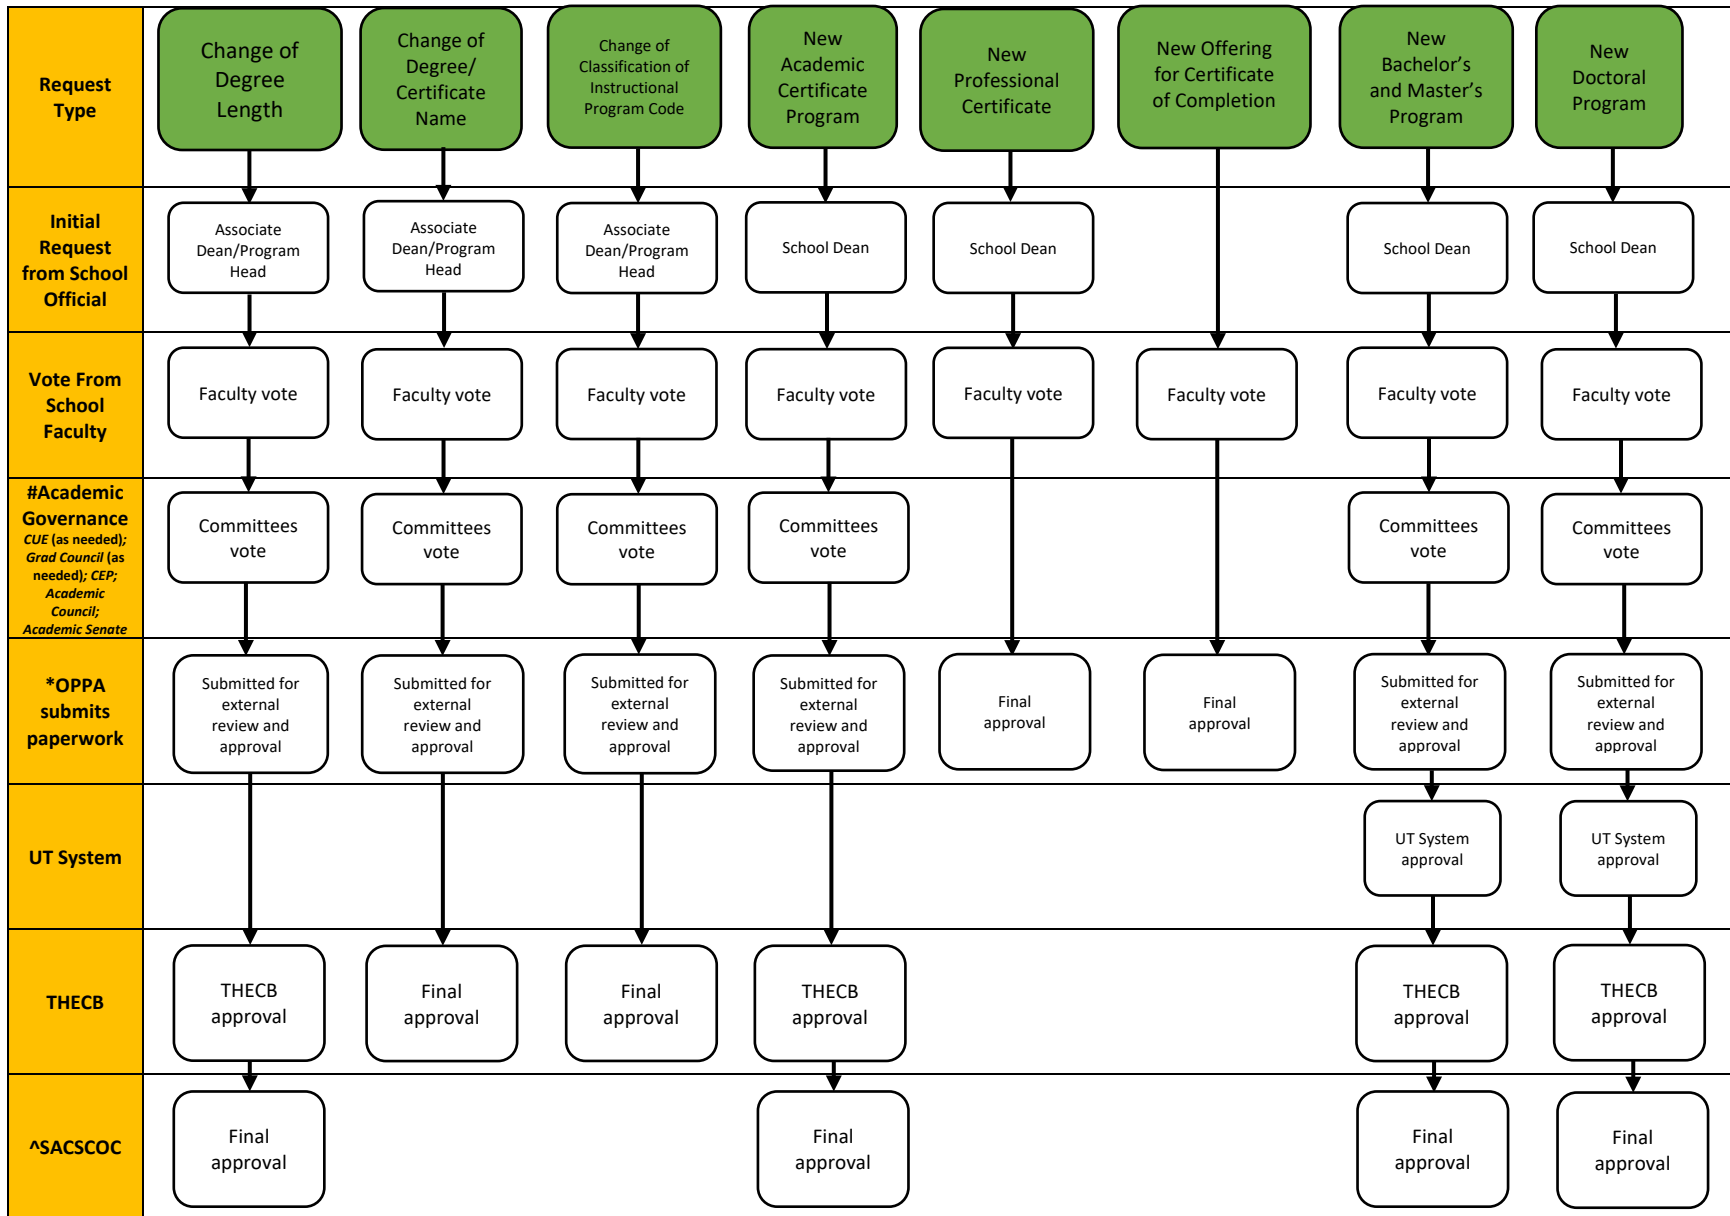 Request
Type
Change of
Degree
Length
Change of
Degree/
Certificate
Name
Change of
Classification of
Instructional
Program Code
New
Academic
Certificate
Program
New
Professional
Certificate
New Offering
for Certificate
of Completion
New
Bachelor’s
and Master’s
Program
New
Doctoral
Program
Initial
Request
from School
Official
Associate
Dean/Program
Head
Associate
Dean/Program
Head
Associate
Dean/Program
Head
School Dean
School Dean
School Dean
School Dean
Vote From
School
Faculty
Faculty vote
Faculty vote
Faculty vote
Faculty vote
Faculty vote
Faculty vote
Faculty vote
Faculty vote
#Academic
Governance
CUE (as needed); 
Grad Council (as
needed); CEP;
Academic
Council;
Academic Senate
Committees
vote
Committees
vote
Committees
vote
Committees
vote
Committees
vote
Committees
vote
*OPPA
submits
paperwork
Submitted for
external
review and
approval
Submitted for
external
review and
approval
Submitted for
external
review and
approval
Submitted for
external
review and
approval
Final
approval
Final
approval
Submitted for
external
review and
approval
Submitted for
external
review and
approval
UT System
UT System
approval
UT System
approval
THECB
THECB
approval
Final
approval
Final
approval
THECB
approval
THECB
approval
THECB
approval
^SACSCOC
Final
approval
Final
approval
Final
approval
Final
approval